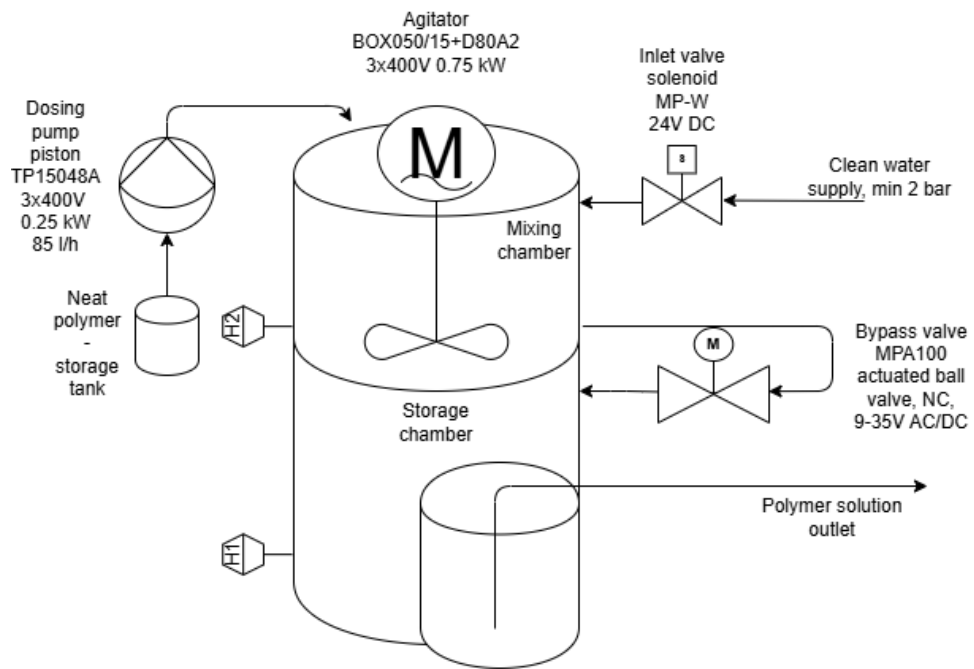 Agitator
BOX050/15+D80A2
3x400V 0.75 kW
Inlet valve
solenoid
MP-W
24V DC
Dosing
pump
piston
TP15048A
3x400V
0.25 kW
85 l/h
M
8
Clean water
supply, min 2 bar
Mixing
chamber
Neat
polymer
-
storage
tank
H2
M
Bypass valve
MPA100
actuated ball
valve, NC,
9-35V AC/DC
Storage
chamber
Polymer solution
outlet
H1